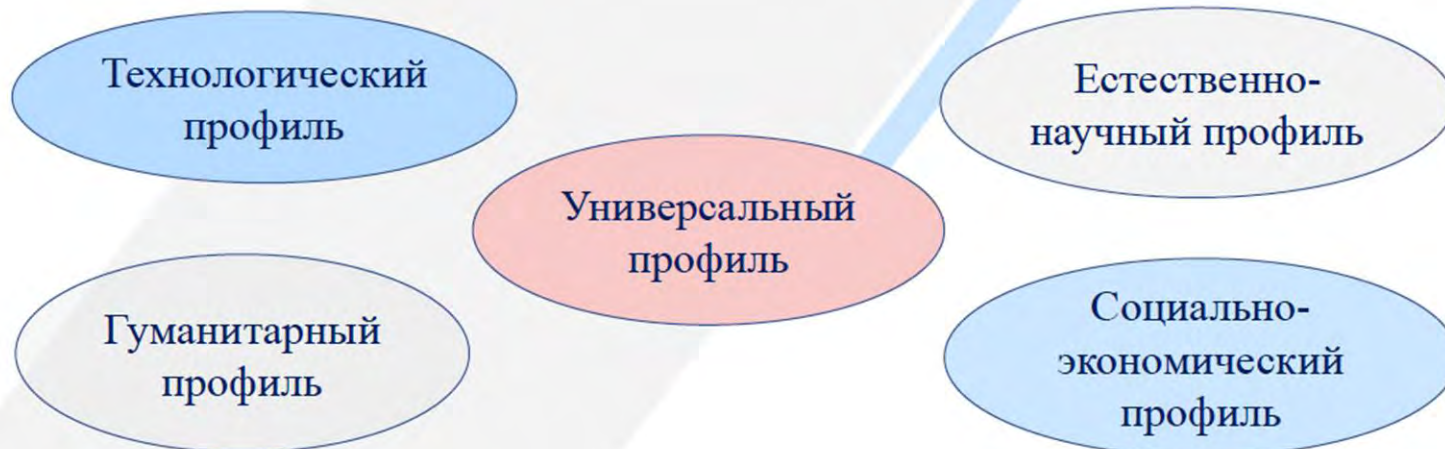 Технологический
профиль
Естественно-
научный профиль
Универсальный
профиль
Гуманитарный
профиль
Социально-
экономический
профиль